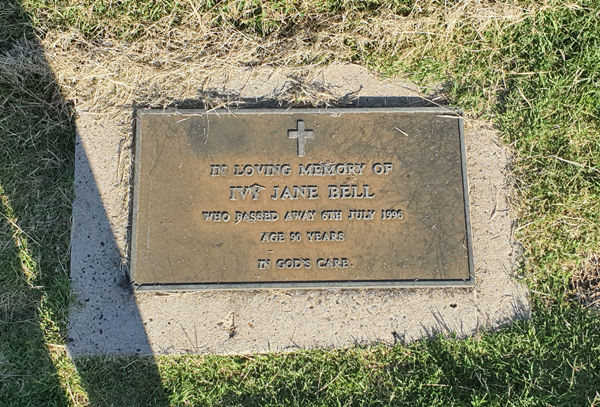 IN LOVING MEMORY OF
IVY JANE BELL
WHO PASSED AWAY 6TH JULY 1996
AGE 90 YEARS
IN GOD'S CARE.